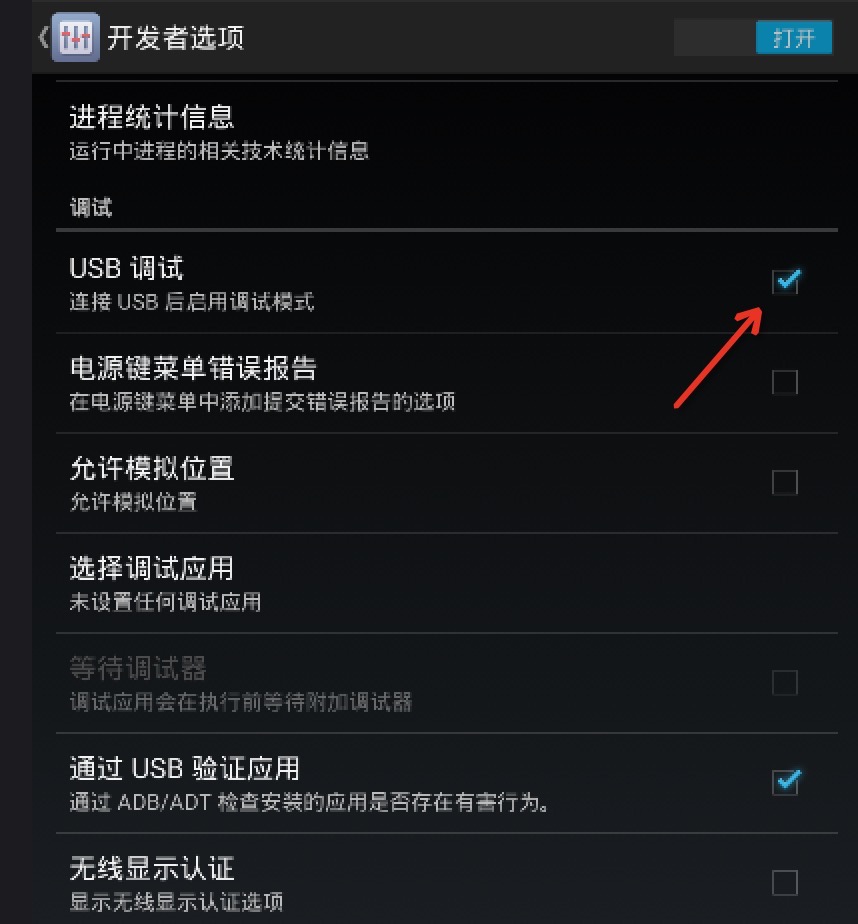 开发者选项
打开
进程统计信息
运行中进程的相关技术统计信息
调试
USB 调试
连接 USB 后启用调试模式
电源键菜单错误报告
在电源键菜单中添加提交错误报告的选项
允许模拟位置
允许模拟位置
选择调试应用
未设置任何调试应用
等待调试器
调试应用会在执行前等待附加调试器
通过 USB 验证应用
通过 ADB/ADT 检查安装的应用是否存在有害行为。
无线显示认证
显示无线显示认证选项